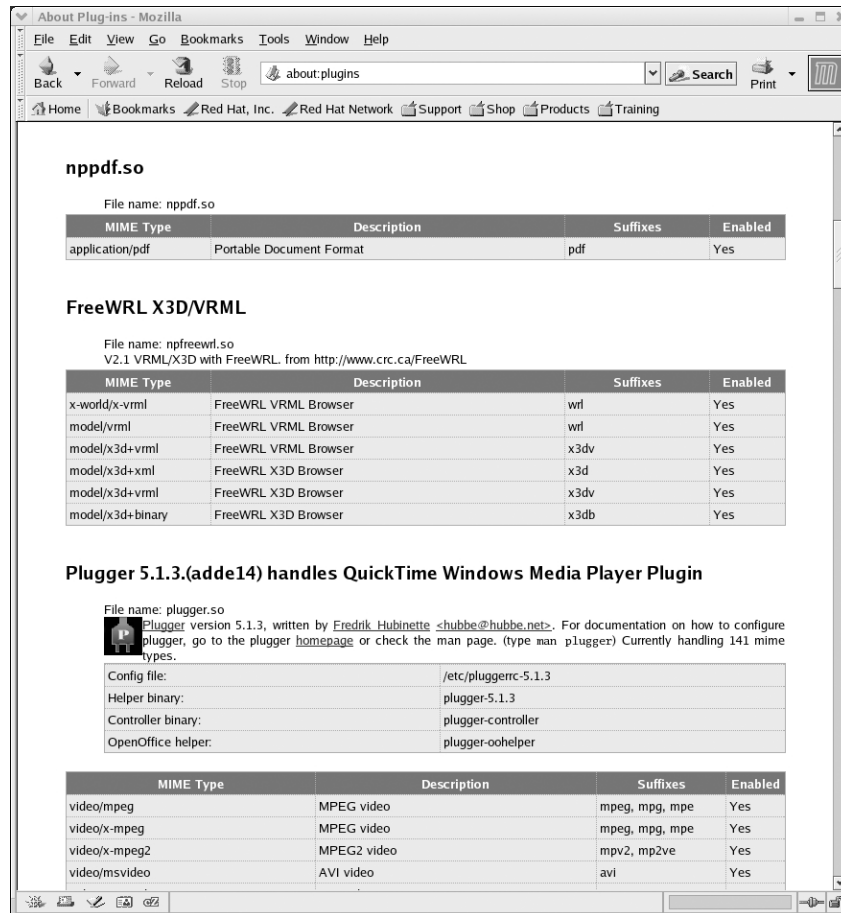 About Plug-ins - Mozilla
File Edit View Go Bookmarks Tools Window Help
Back Forward Reload Stop about:plugins Search Print
Home Bookmarks Red Hat, Inc. Red Hat Network Support Shop Products Training
nppdf.so
File name: nppdf.so
MIME Type Description Suffixes Enabled
application/pdf Portable Document Format pdf Yes
FreeWRL X3D/VRML
File name: npfreewrl.so
V2.1 VRML/X3D with FreeWRL. from http://www.crc.ca/FreeWRL
MIME Type Description Suffixes Enabled
x-world/x-vrml FreeWRL VRML Browser wrl Yes
model/vrml FreeWRL VRML Browser wrl Yes
model/x3d+vrml FreeWRL VRML Browser x3dv Yes
model/x3d+xml FreeWRL X3D Browser x3d Yes
model/x3d+vrml FreeWRL X3D Browser x3dv Yes
model/x3d+binary FreeWRL X3D Browser x3db Yes
Plugger 5.1.3.(adde14) handles QuickTime Windows Media Player Plugin
File name: plugger.so
Plugger version 5.1.3, written by Fredrik Hubinette <hubbe@hubbe.net>. For documentation on how to configure
plugger, go to the plugger homepage or check the man page. (type man plugger) Currently handling 141 mime
types.
Config file: /etc/pluggerrc-5.1.3
Helper binary: plugger-5.1.3
Controller binary: plugger-controller
OpenOffice helper: plugger-oohelper
MIME Type Description Suffixes Enabled
video/mpeg MPEG video mpeg, mpg, mpe Yes
video/x-mpeg MPEG video mpeg, mpg, mpe Yes
video/x-mpeg2 MPEG2 video mpv2, mp2ve Yes
video/msvideo AVI video avi Yes